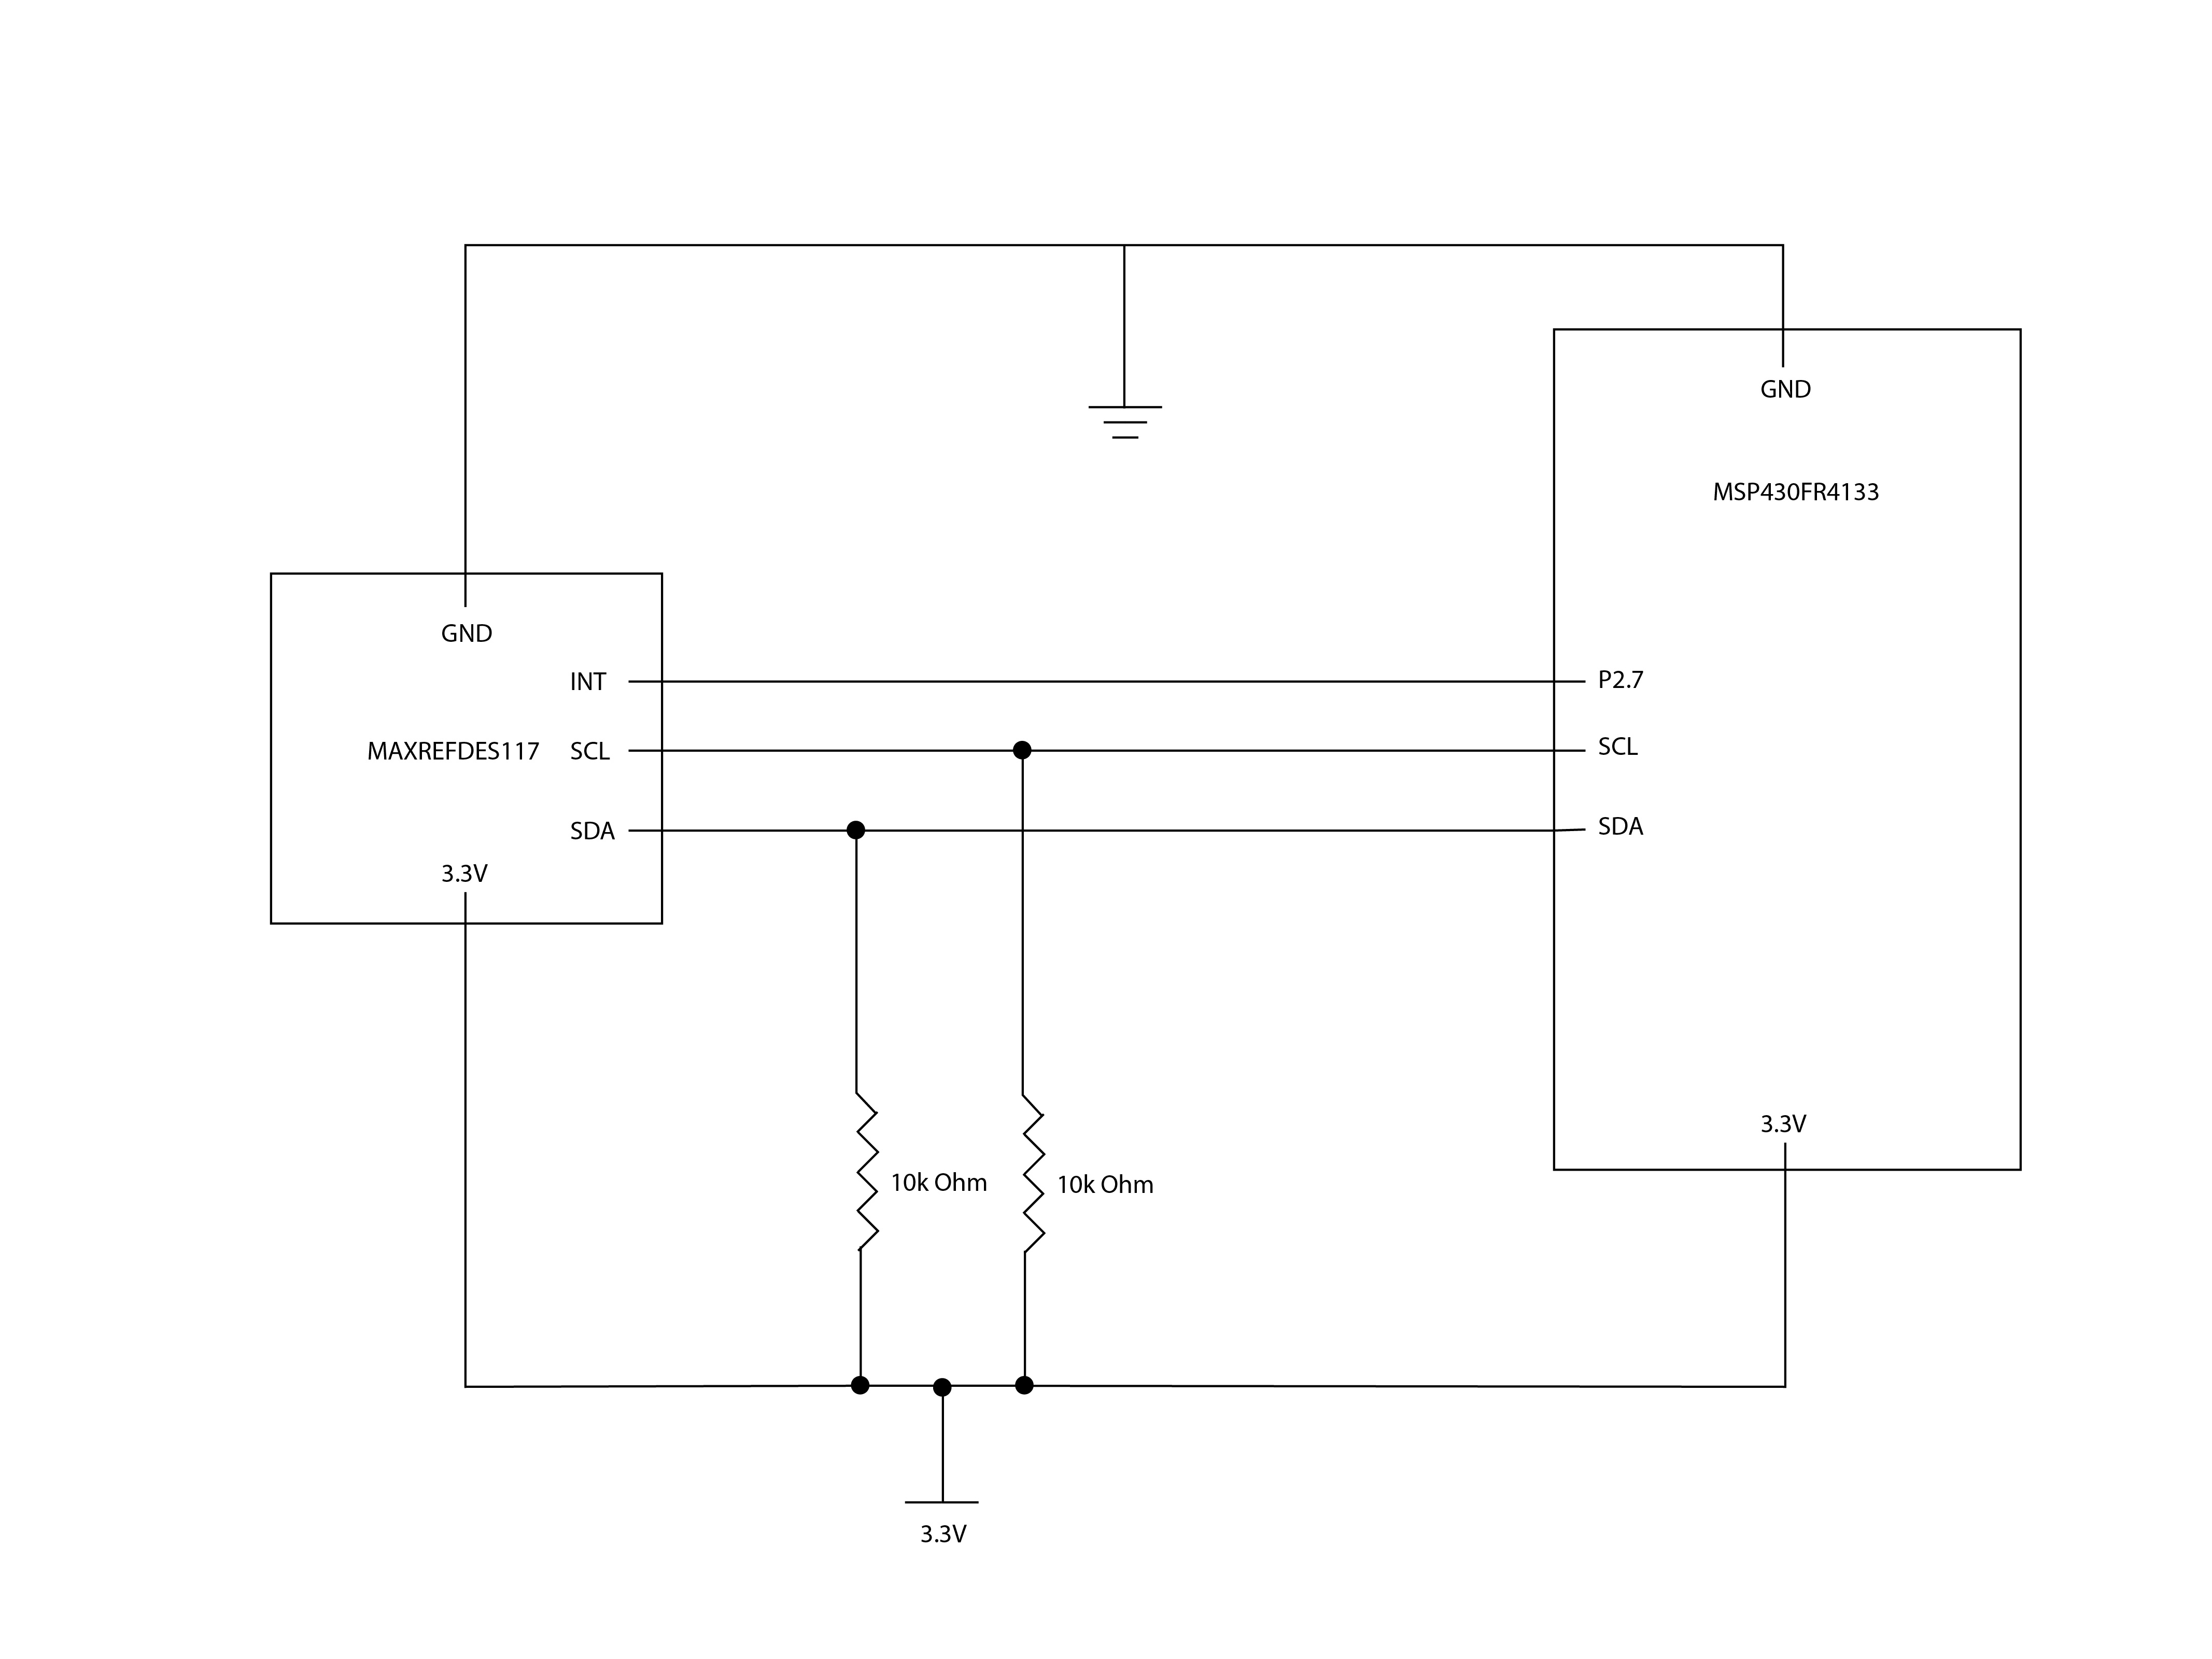 GND
MSP430FR4133
GND
INT
P2.7
MAXREFDES117
SCL
SCL
SDA
SDA
3.3V
3.3V
10k Ohm
10k Ohm
3.3V